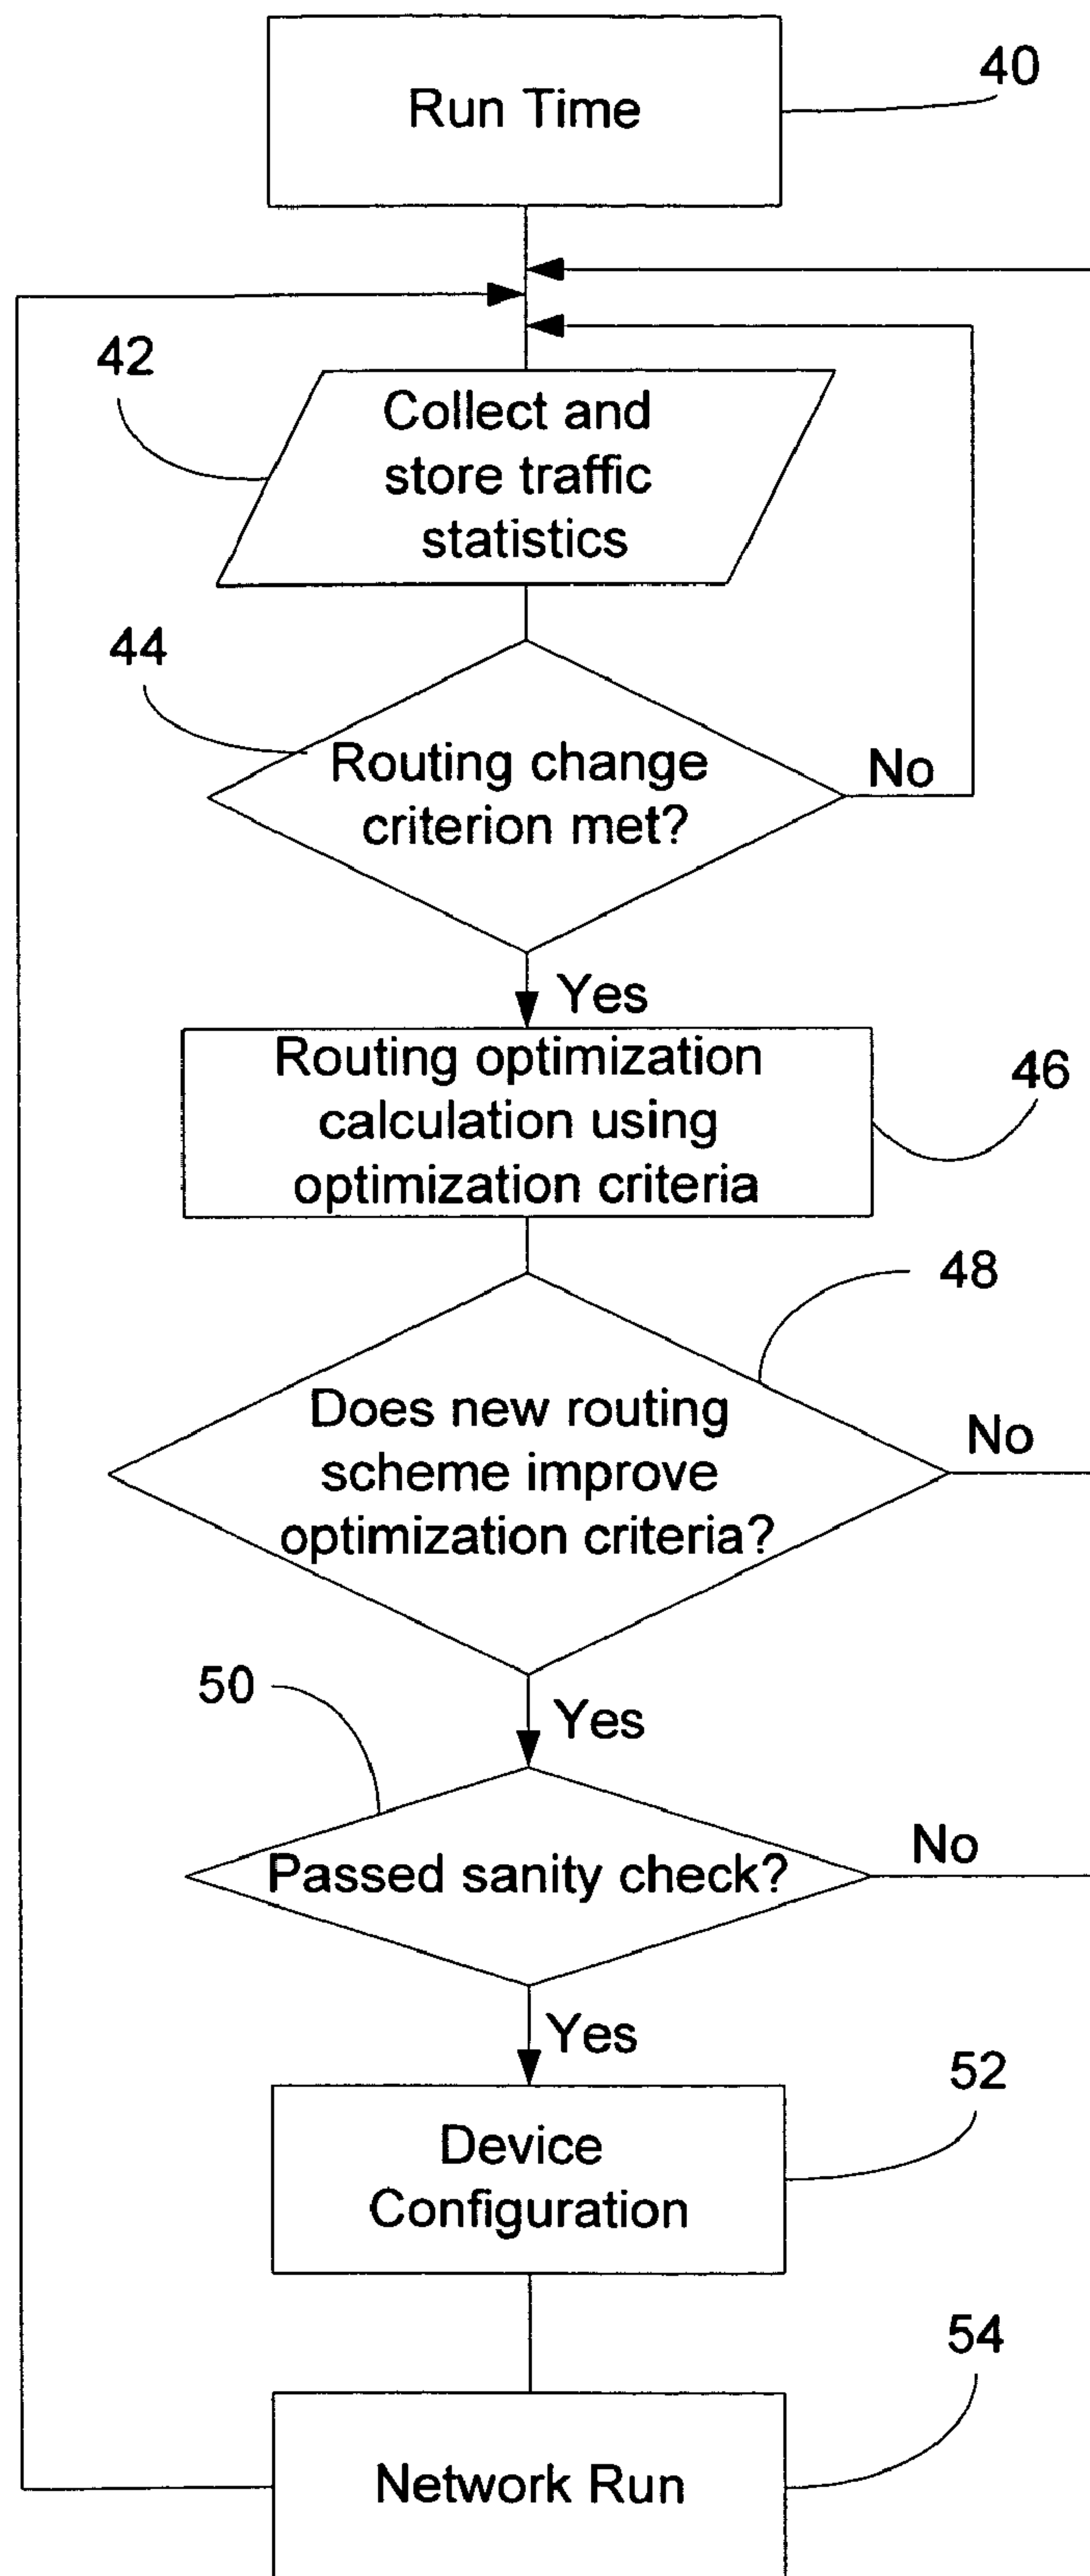 Run Time
40
42
Collect and
store traffic
statistics
44
Routing change
criterion met?
No
Yes
Routing optimization
calculation using
optimization criteria
46
48
Does new routing
scheme improve
optimization criteria?
No
50
Yes
Passed sanity check?
No
Yes
52
Device
Configuration
54
Network Run